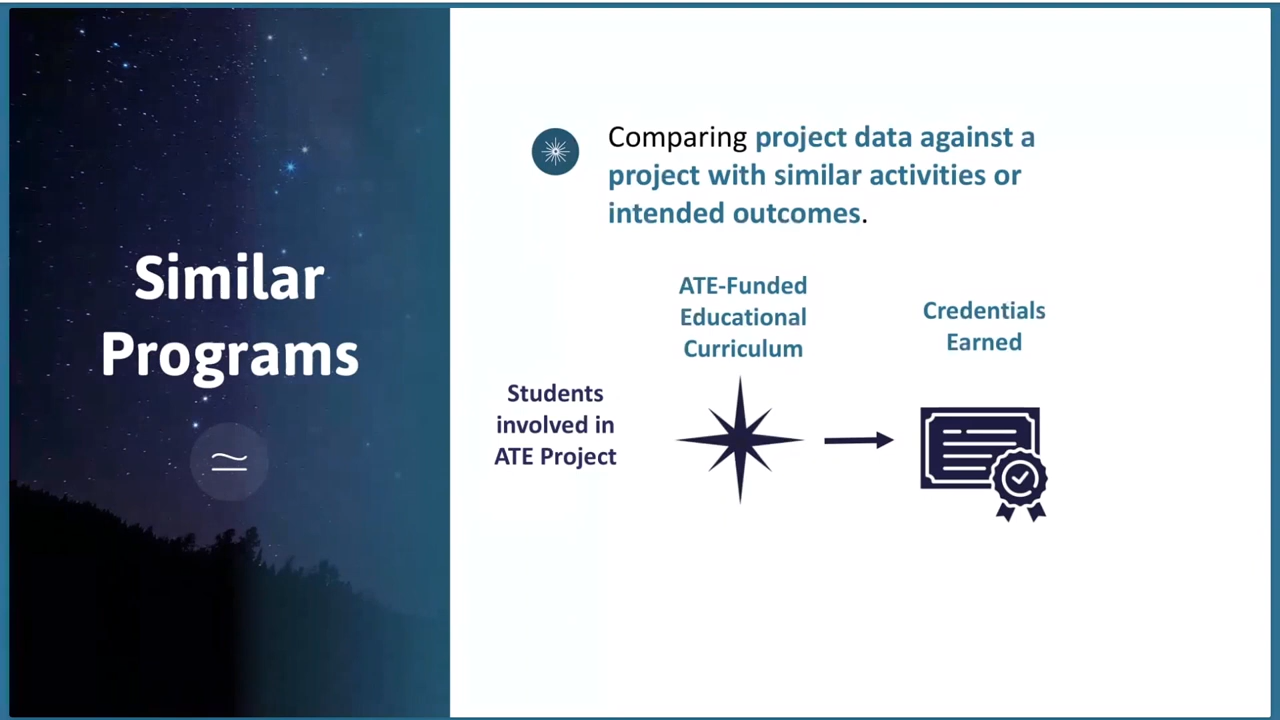 Similar
Programs
≃
Comparing project data against a
project with similar activities or
intended outcomes.
ATE-Funded
Educational
Curriculum
Credentials
Earned
Students
involved in
ATE Project